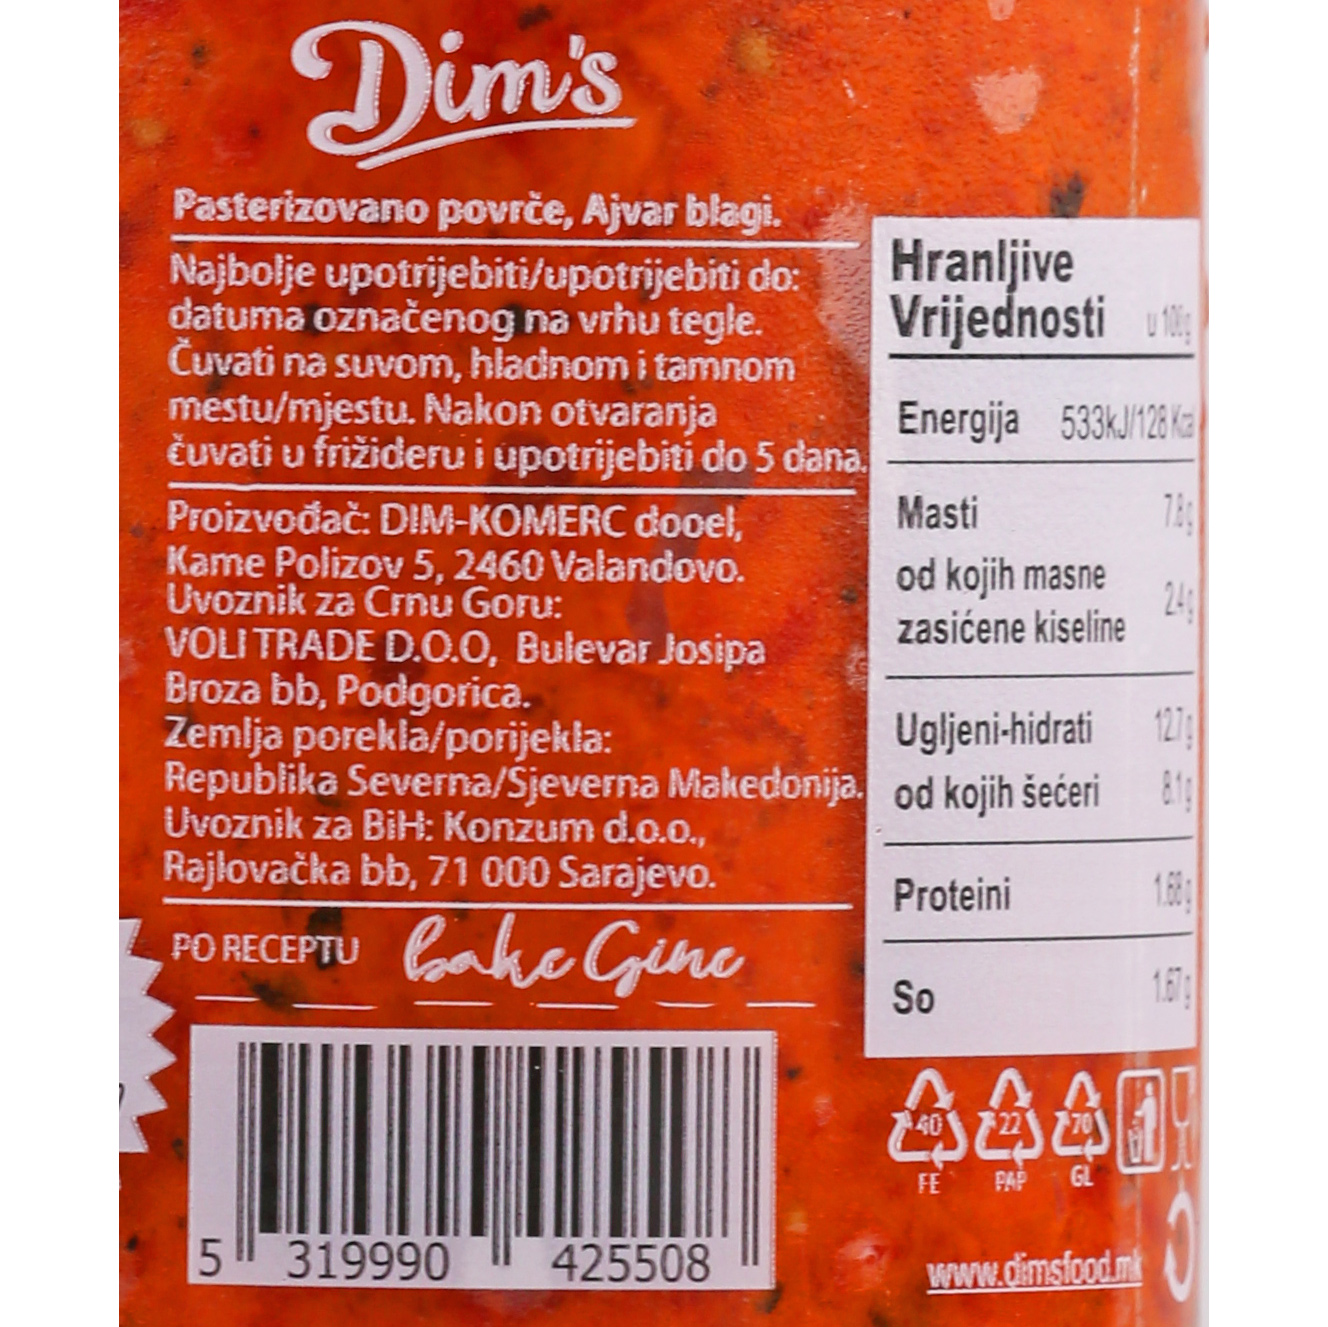 Dim's
Pasterizovano povrče, Ajvar blagi.
Najbolje upotrijebiti/upotrijebiti do:
datuma označenog na vrhu tegle.
Čuvati na suvom, hladnom i tamnom
mestu/mjestu. Nakon otvaranja
čuvati u frižideru i upotrijebiti do 5 dana.
Proizvođač: DIM-KOMERC dooel,
Kame Polizov 5, 2460 Valandovo.
Uvoznik za Crnu Goru:
VOLI TRADE D.O.O, Bulevar Josipa
Broza bb, Podgorica.
Zemlja porekla/porijekla:
Republika Severna/Sjeverna Makedonija.
Uvoznik za BiH: Konzum d.o.o.,
Rajlovačka bb, 71 000 Sarajevo.
PO RECEPTU Bake Gine
5 319990 425508
Hranljive
Vrijednosti u 100g
Energija 533kJ/128 Kcal
Masti 7.8g
od kojih masne
zasićene kiseline 2.4g
Ugljeni-hidrati 12.7g
od kojih šećeri 8.1g
Proteini 1.68g
So 1.67g
40 22 70
FE PAP GL
www.dimsfood.mk